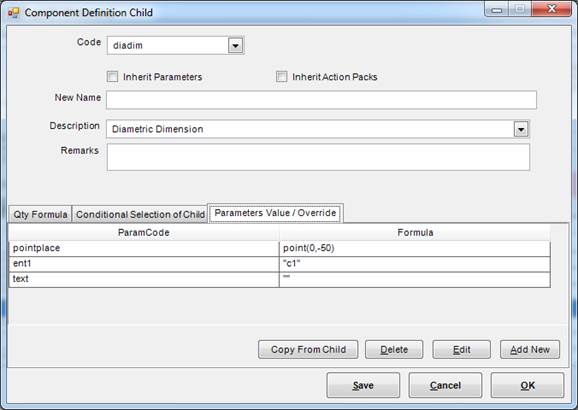 Component Definition Child
Code diadim
Inherit Parameters Inherit Action Packs
New Name
Description Diametric Dimension
Remarks
Qty Formula Conditional Selection of Child Parameters Value / Override
ParamCode Formula
pointplace point(0,-50)
ent1 "c1"
text ""
Copy From Child Delete Edit Add New
Save Cancel OK